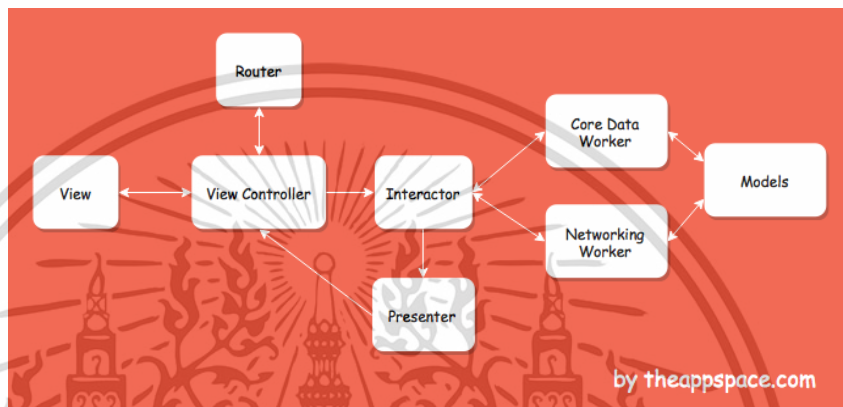 Router
Core Data
Worker
View
View Controller
Interactor
Models
Networking
Worker
Presenter
by theappspace.com